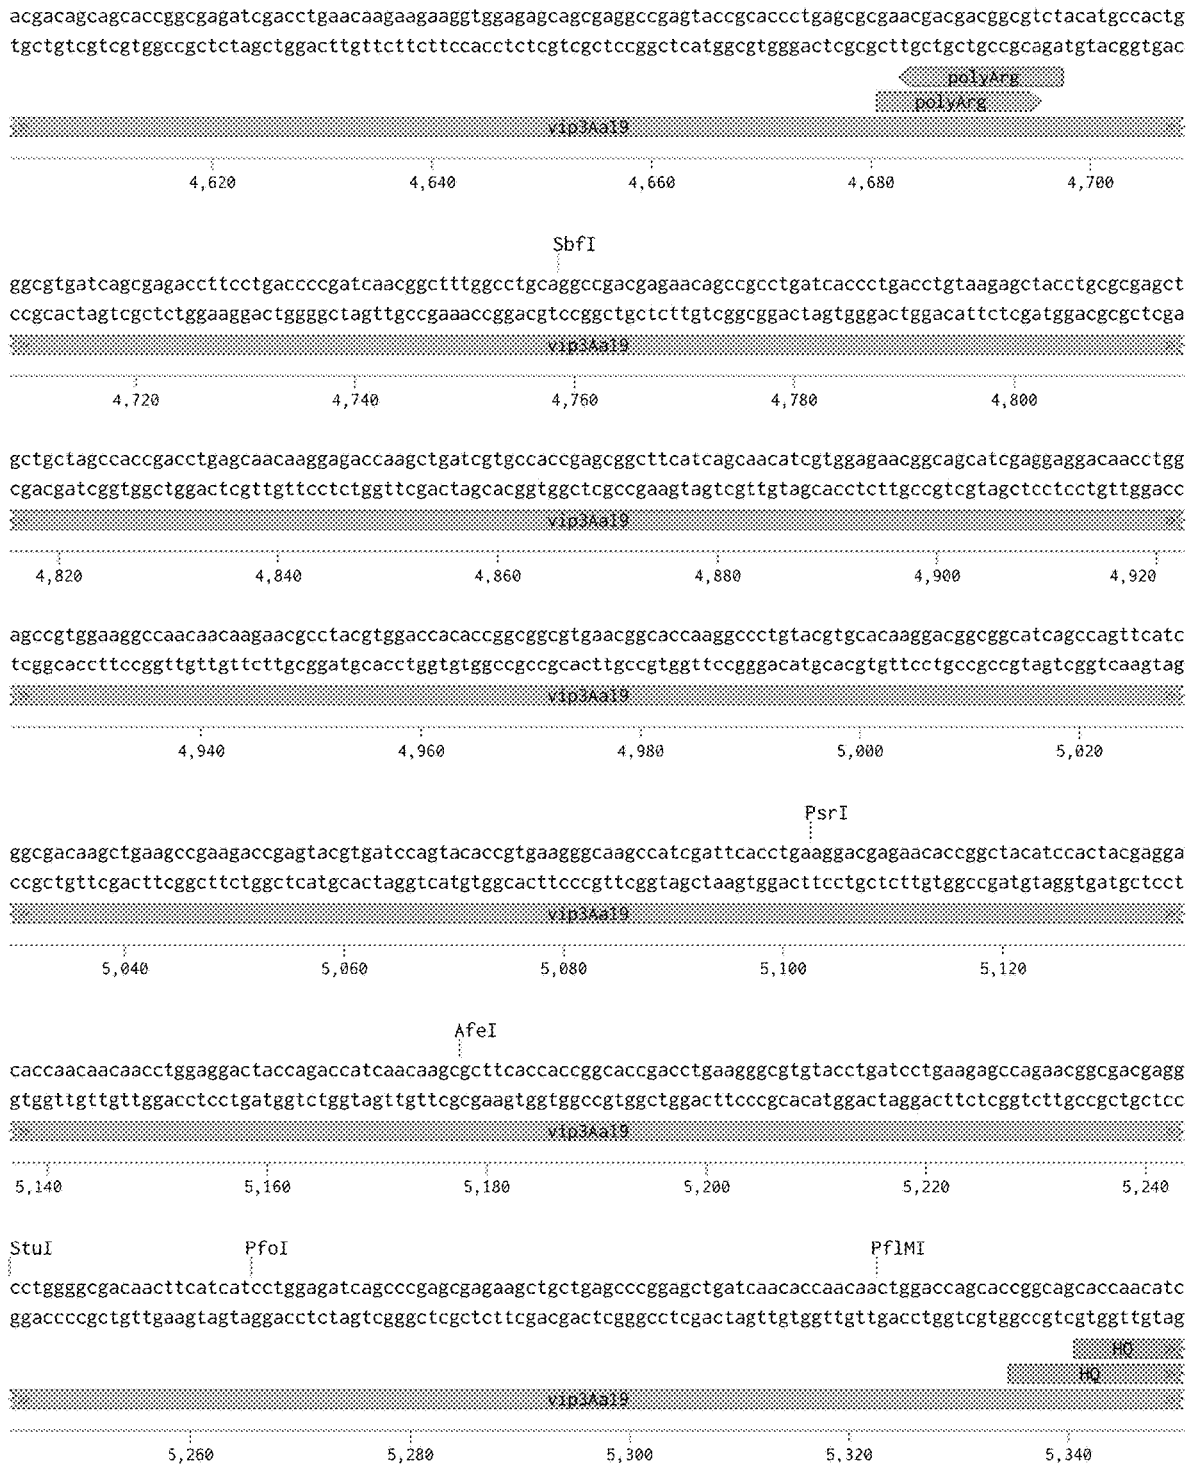 acgacagcagcaccggcgagatcgacctgaacaagaagaaggtggagagcagcgaggccgagtaccgcaccctgagcgcgaacgacgacggcgtctacatgccactg
tgctgtcgtcgtggccgctctagctggacttgttcttcttccacctctcgtcgctccggctcatggcgtgggactcgcgcttgctgctgccgcagatgtacggtgac
polyArg
polyArg
vip3Aa19
4,620 4,640 4,660 4,680 4,700
SbfI
ggcgtgatcagcgagaccttcctgaccccgatcaacggctttggcctgcaggccgacgagaacagccgcctgatcaccctgacctgtaagagctacctgcgcgagct
ccgcactagtcgctctggaaggactggggctagttgccgaaaccggacgtccggctgctcttgtcggcggactagtgggactggacattctcgatggacgcgctcga
vip3Aa19
4,720 4,740 4,760 4,780 4,800
gctgctagccaccgacctgagcaacaaggagaccaagctgatcgtgccaccgagcggcttcatcagcaacatcgtggagaacggcagcatcgaggaggacaacctgg
cgacgatcggtggctggactcgttgttcctctggttcgactagcacggtggctcgccgaagtagtcgttgtagcacctcttgccgtcgtagctcctcctgttggacc
vip3Aa19
4,820 4,840 4,860 4,880 4,900 4,920
agccgtggaaggccaacaacaagaacgcctacgtggaccacaccggcggcgtgaacggcaccaaggccctgtacgtgcacaaggacggcggcatcagccagttcatc
tcggcaccttccggttgttgttcttgcggatgcacctggtgtggccgccgcacttgccgtggttccgggacatgcacgtgttcctgccgccgtagtcggtcaagtag
vip3Aa19
4,940 4,960 4,980 5,000 5,020
PsrI
ggcgacaagctgaagccgaagaccgagtacgtgatccagtacaccgtgaagggcaagccatcgattcacctgaaggacgagaacaccggctacatccactacgagga
ccgctgttcgacttcggcttctggctcatgcactaggtcatgtggcacttcccgttcggtagctaagtggacttcctgctcttgtggccgatgtaggtgatgctcct
vip3Aa19
5,040 5,060 5,080 5,100 5,120
AfeI
caccaacaacaacctggaggactaccagaccatcaacaagcgcttcaccaccggcaccgacctgaagggcgtgtacctgatcctgaagagccagaacggcgacgagg
gtggttgttgttggacctcctgatggtctggtagttgttcgcgaagtggtggccgtggctggacttcccgcacatggactaggacttctcggtcttgccgctgctcc
vip3Aa19
5,140 5,160 5,180 5,200 5,220 5,240
StuI PfoI PflMI
cctggggcgacaacttcatcatcctggagatcagcccgagcgagaagctgctgagcccggagctgatcaacaccaacaactggaccagcaccggcagcaccaacatc
ggaccccgctgttgaagtagtaggacctctagtcgggctcgctcttcgacgactcgggcctcgactagttgtggttgttgacctggtcgtggccgtcgtggttgtag
HQ
HQ
vip3Aa19
5,260 5,280 5,300 5,320 5,340